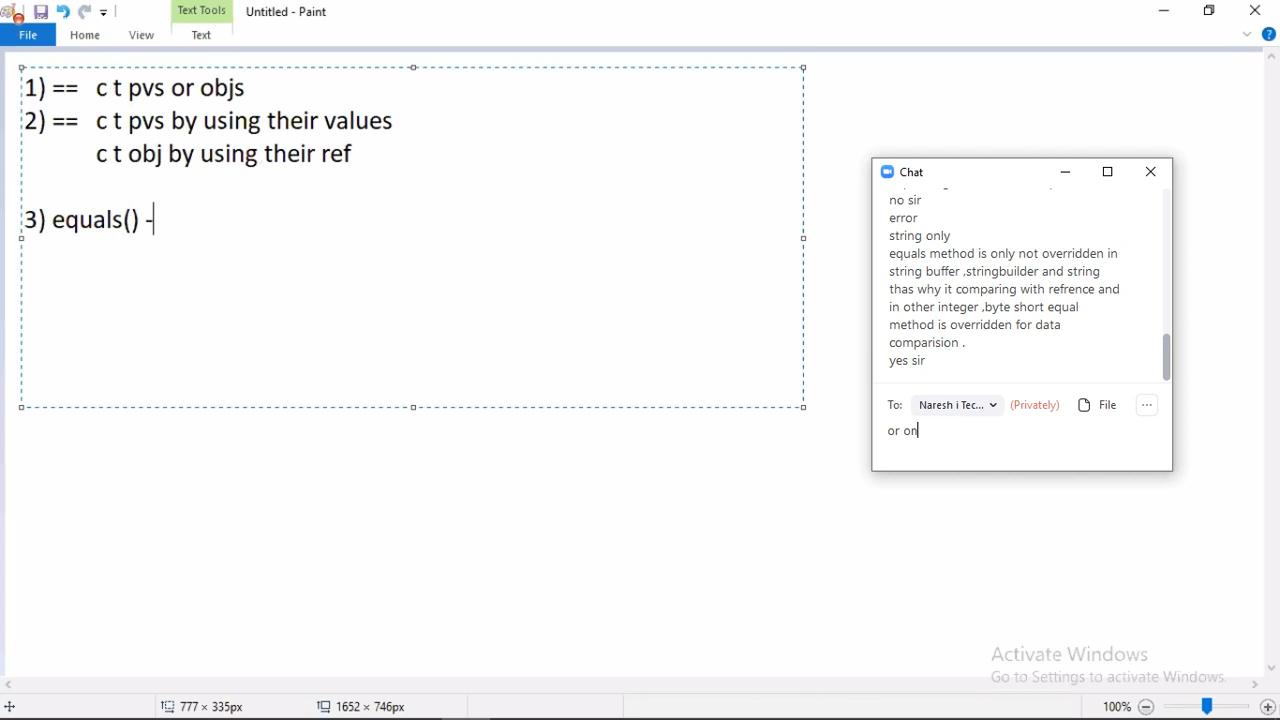 Text Tools
Untitled - Paint
File
Home
View
Text
1) == c t pvs or objs
2) == c t pvs by using their values
c t obj by using their ref
3) equals() -
Chat
no sir
error
string only
equals method is only not overridden in
string buffer ,stringbuilder and string
thas why it comparing with refrence and
in other integer ,byte short equal
method is overridden for data
comparision .
yes sir
To: Naresh i Tec... (Privately) File ...
or on
Activate Windows
Go to Settings to activate Windows.
777 × 335px
1652 × 746px
100%